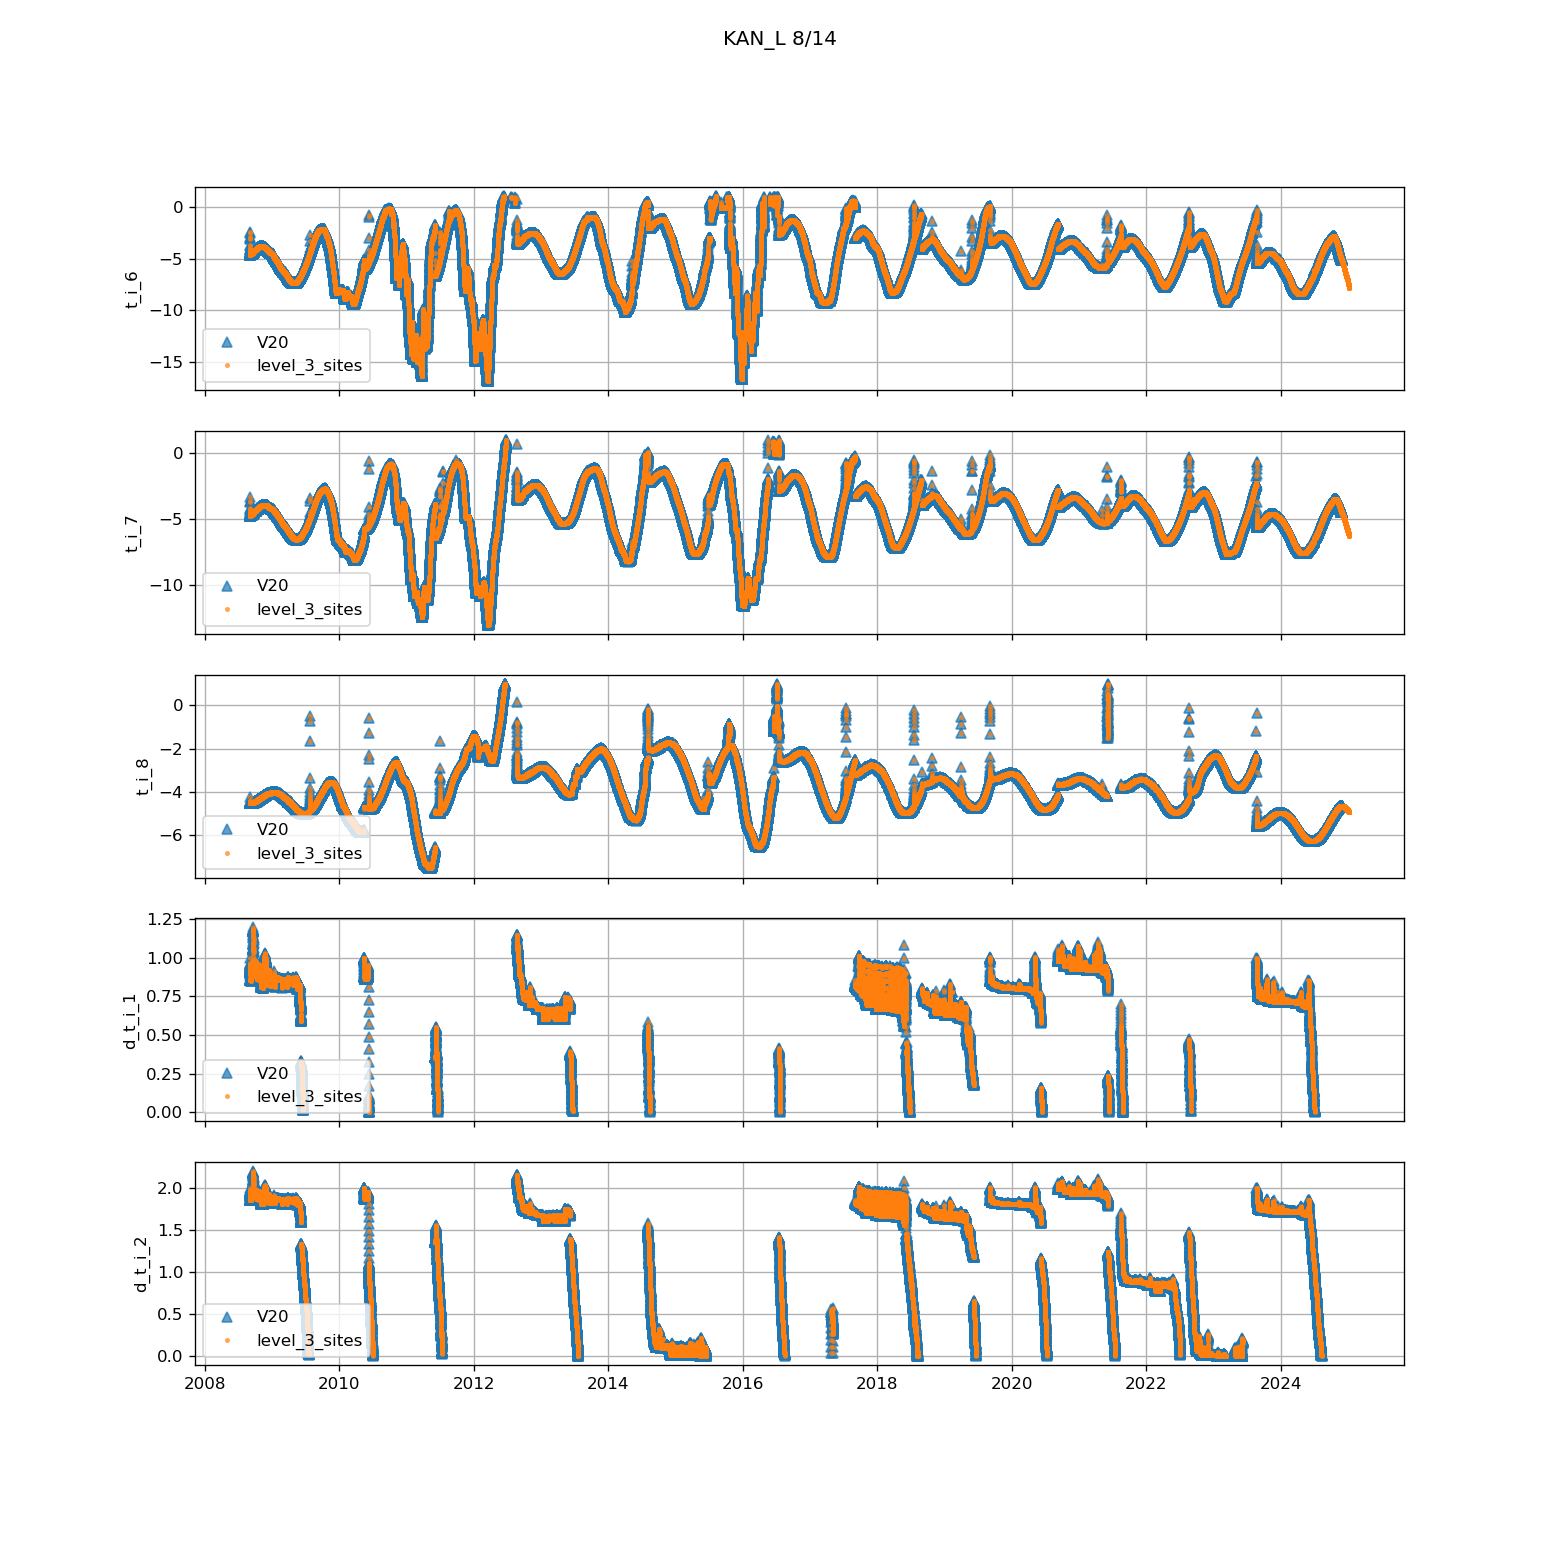 KAN_L 8/14
0
−5
−10
−15
t_i_6
V20
level_3_sites
0
−5
−10
t_i_7
V20
level_3_sites
0
−2
−4
−6
t_i_8
V20
level_3_sites
1.25
1.00
0.75
0.50
0.25
0.00
d_t_i_1
V20
level_3_sites
2.0
1.5
1.0
0.5
0.0
d_t_i_2
V20
level_3_sites
2008 2010 2012 2014 2016 2018 2020 2022 2024